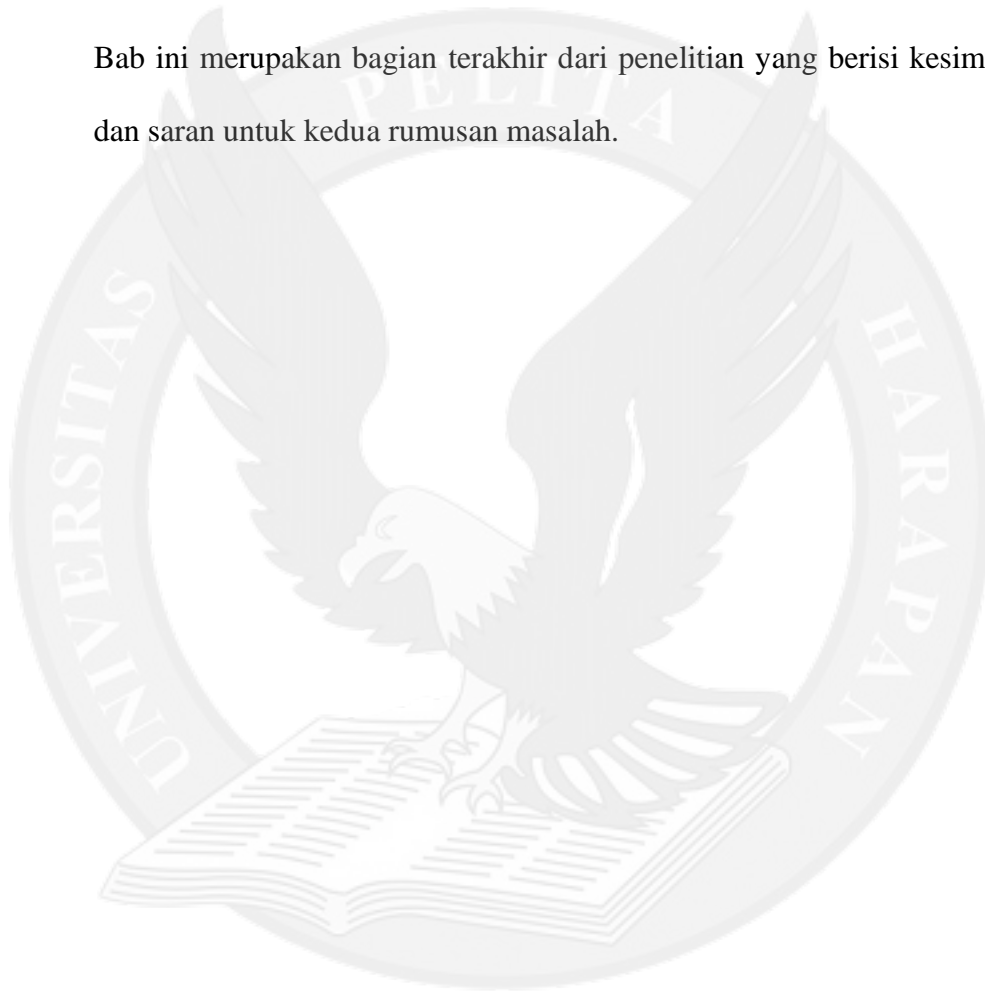 Bab ini merupakan bagian terakhir dari penelitian yang berisi kesim
dan saran untuk kedua rumusan masalah.
UNIVERSITAS PELITA HARAPAN